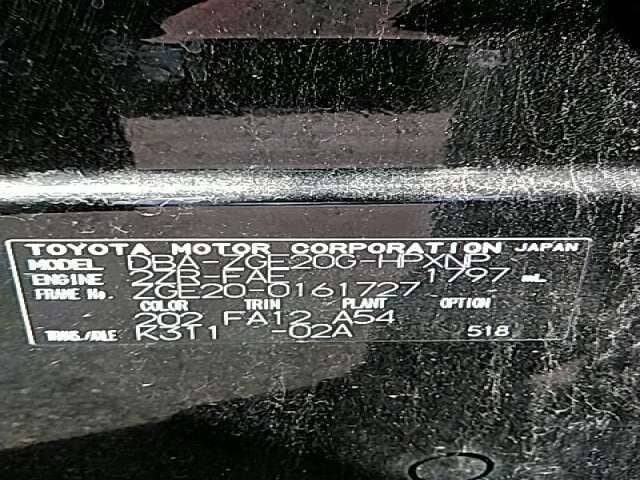 TOYOTA MOTOR CORPORATION JAPAN
MODEL DBA-ZGE20G-HPXNP
ENGINE 2ZR-FAE 1797 mL
FRAME No. ZGE20-0161727
COLOR TRIM PLANT OPTION
202 FA12 A54
TRANS./AXLE K311 -02A 518